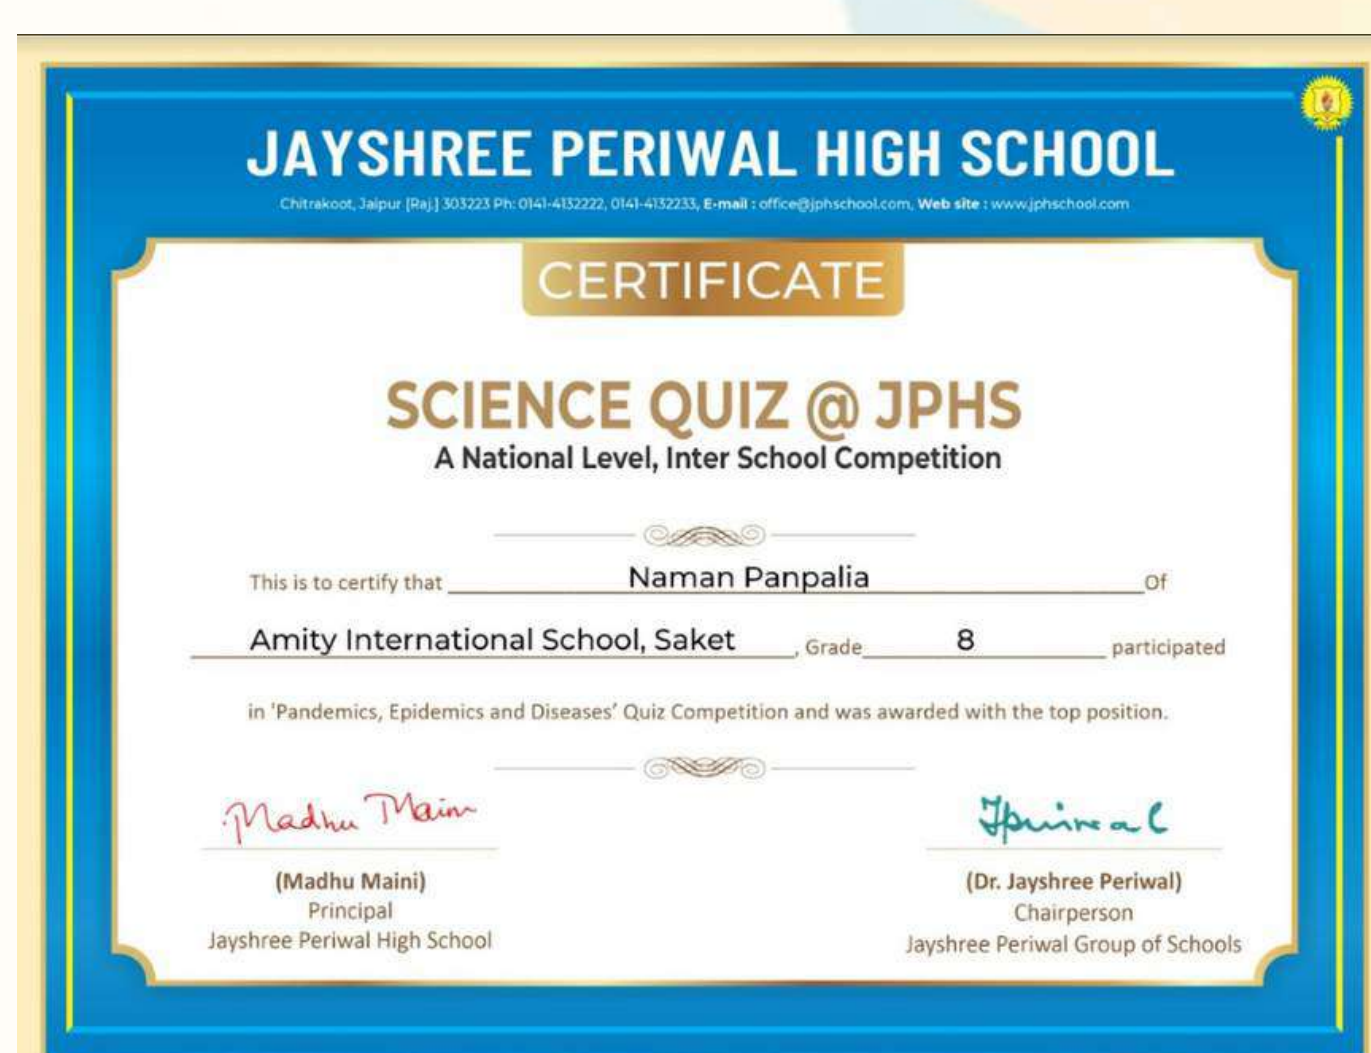 JAYSHREE PERIWAL HIGH SCHOOL
Chitrakoot, Jaipur [Raj.] 303223 Ph: 0141-4132222, 0141-4132233, E-mail : office@jphschool.com, Web site : www.jphschool.com
CERTIFICATE
SCIENCE QUIZ @ JPHS
A National Level, Inter School Competition
This is to certify that Naman Panpalia Of
Amity International School, Saket , Grade 8 participated
in 'Pandemics, Epidemics and Diseases’ Quiz Competition and was awarded with the top position.
Madhu Maini
(Madhu Maini)
Principal
Jayshree Periwal High School
JPeriwal
(Dr. Jayshree Periwal)
Chairperson
Jayshree Periwal Group of Schools